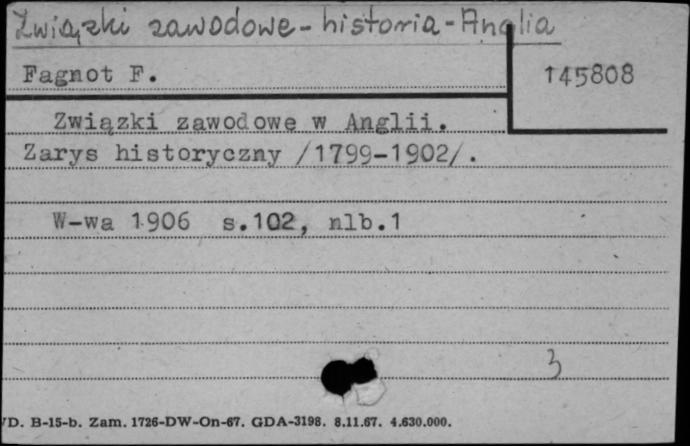 Związki zawodowe - historia - Anglia
Fagnot F.
145808
Związki zawodowe w Anglii.
Zarys historyczny /1799-1902/.
W-wa 1906 s.102, nlb.1
3
D. B-15-b. Zam. 1726-DW-On-67. GDA-3198. 8.11.67. 4.630.000.